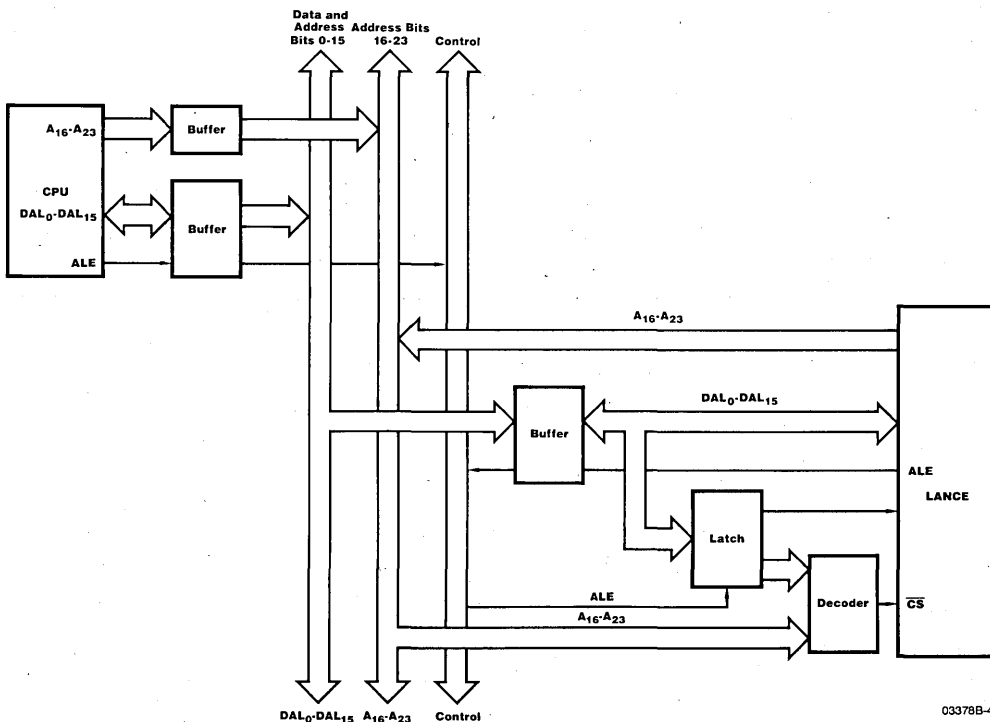 Data and
Address
Bits 0-15
Address Bits
16-23
Control
A16-A23
Buffer
CPU
DAL0-DAL15
Buffer
ALE
A16-A23
DAL0-DAL15
Buffer
ALE
LANCE
Latch
Decoder
CS
ALE
A16-A23
DAL0-DAL15
A16-A23
Control
03378B-4